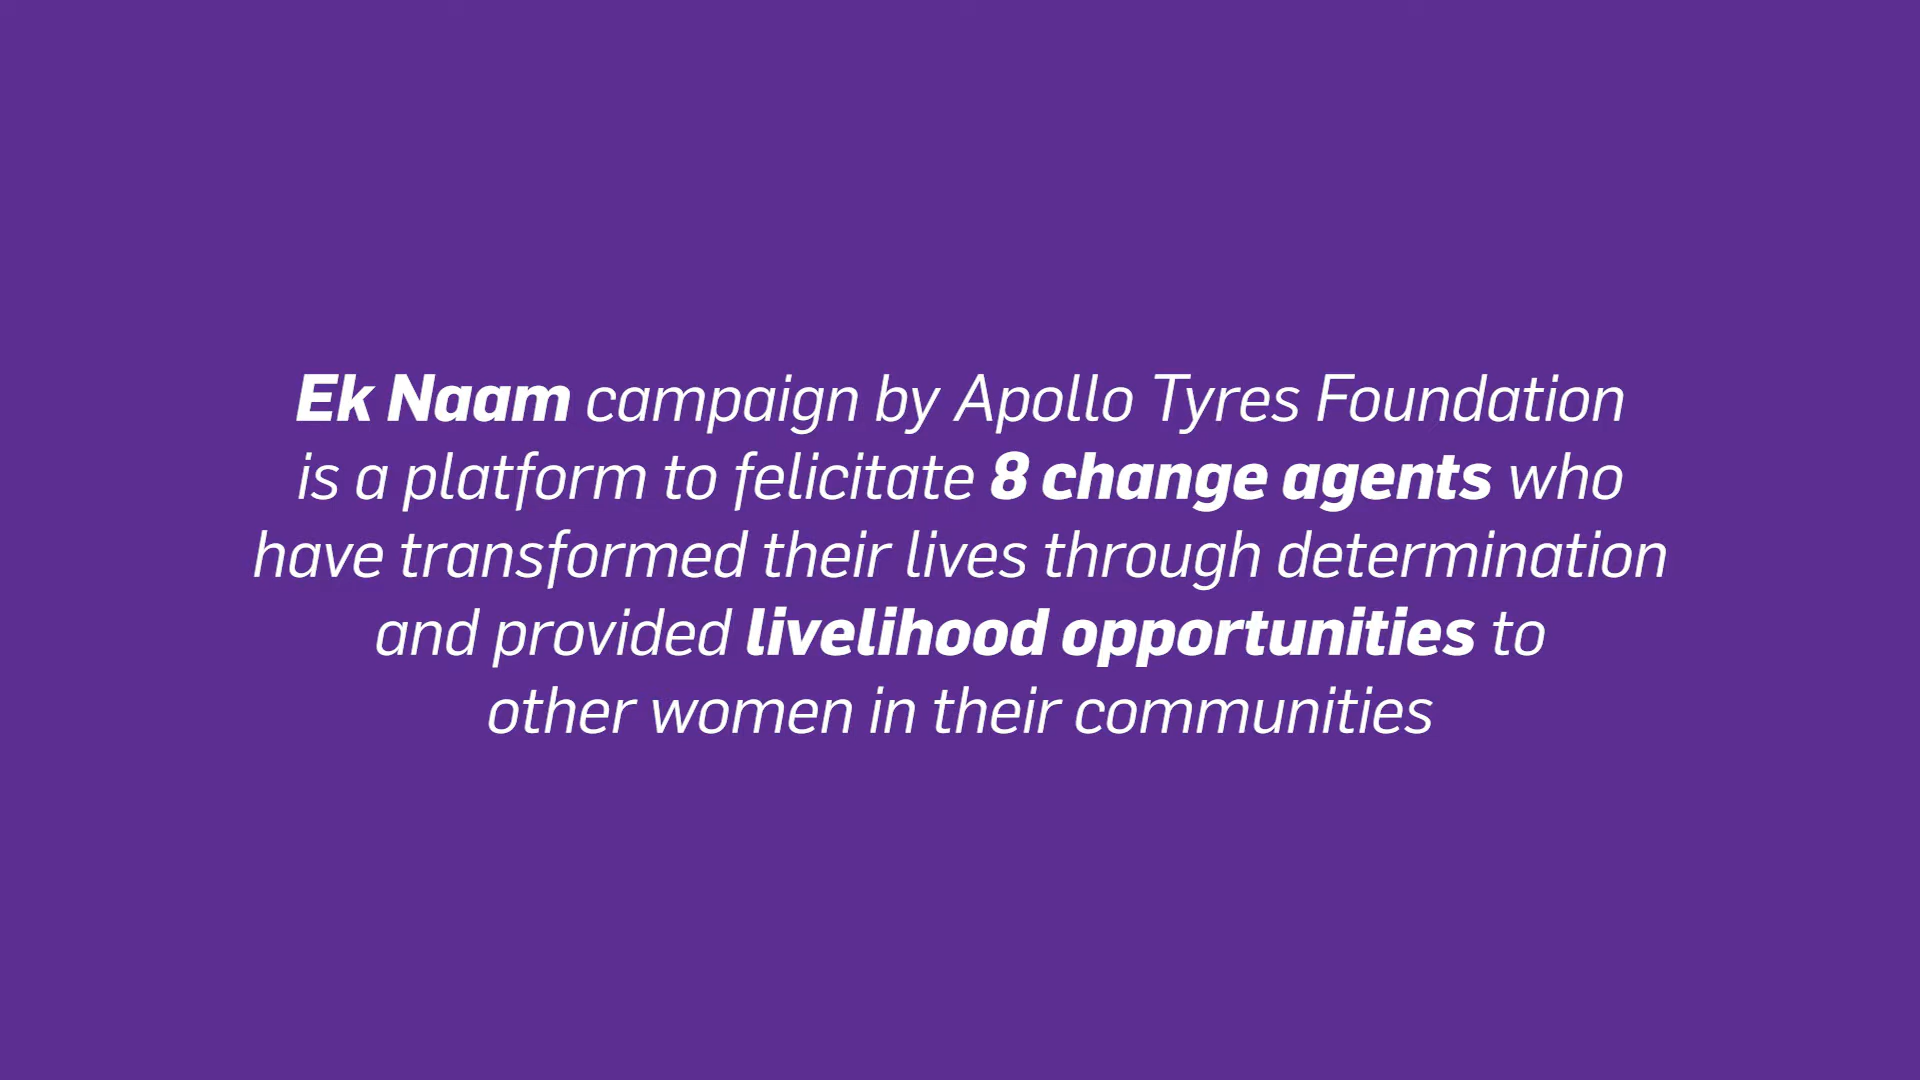 Ek Naam campaign by Apollo Tyres Foundation
is a platform to felicitate 8 change agents who
have transformed their lives through determination
and provided livelihood opportunities to
other women in their communities